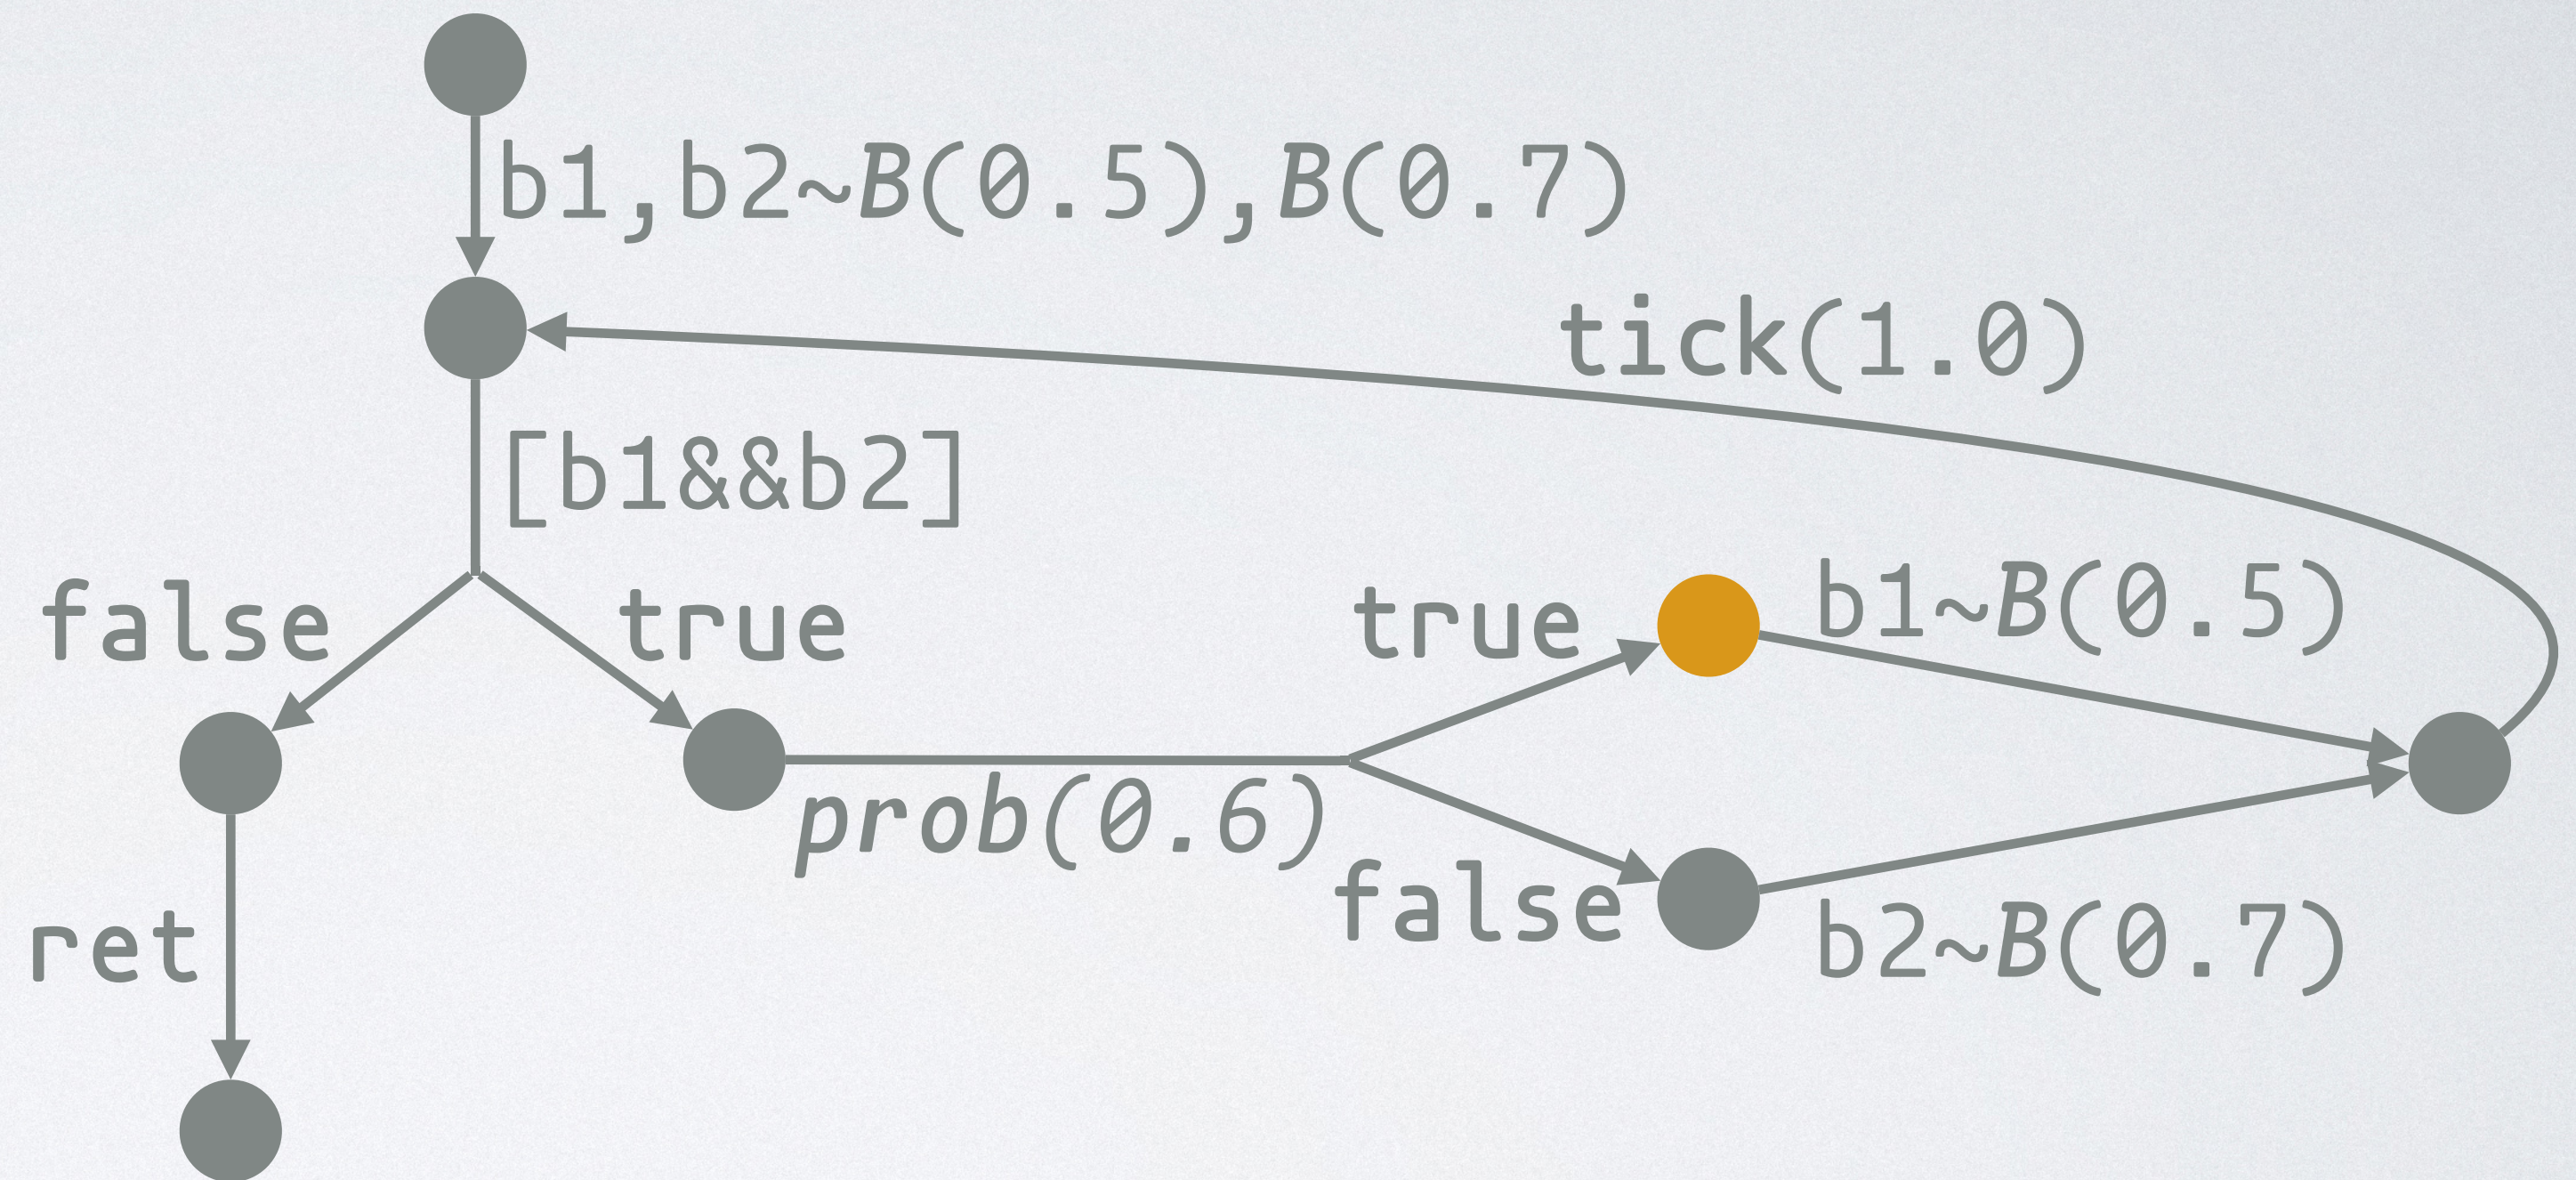 b1,b2~B(0.5),B(0.7)
tick(1.0)
[b1&&b2]
false
true
true
b1~B(0.5)
prob(0.6)
false
b2~B(0.7)
ret